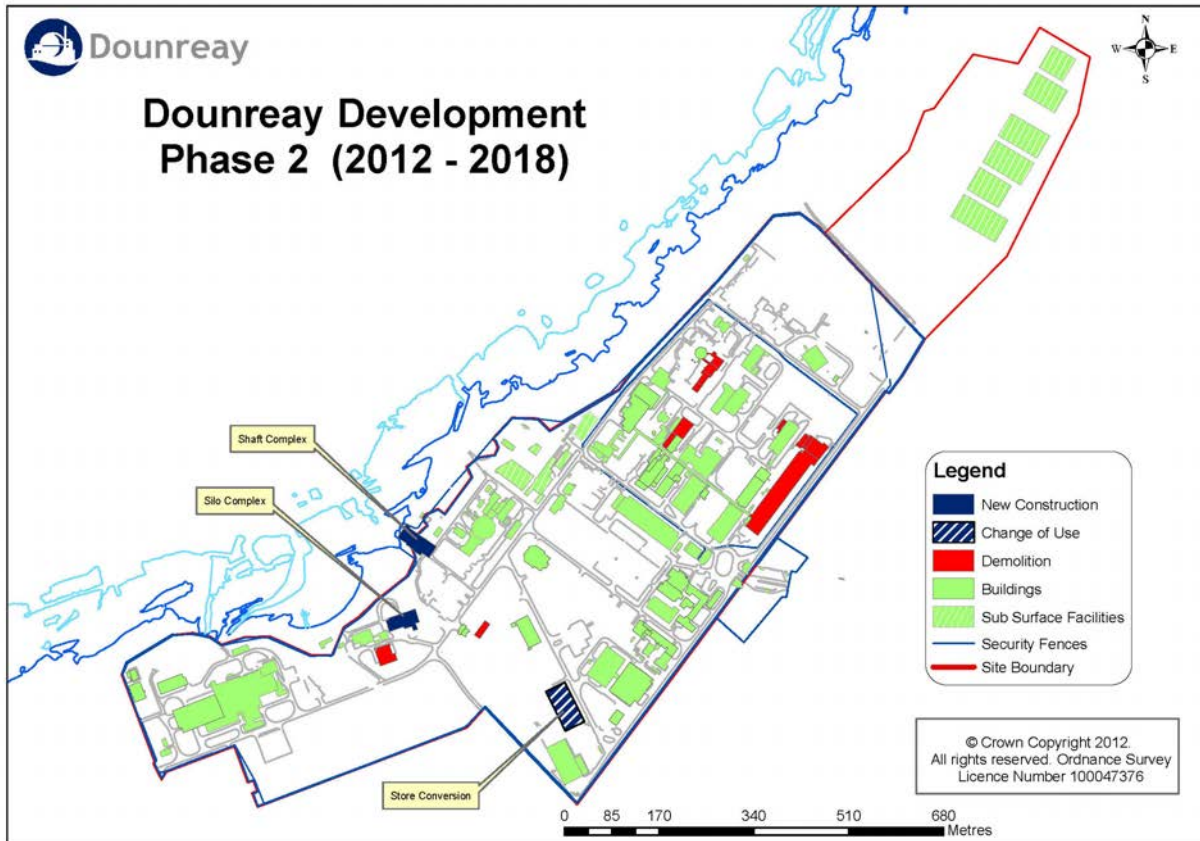 Dounreay
Dounreay Development
Phase 2 (2012 - 2018)
N
W
E
S
Shaft Complex
Silo Complex
Store Conversion
Legend
New Construction
Change of Use
Demolition
Buildings
Sub Surface Facilities
Security Fences
Site Boundary
© Crown Copyright 2012.
All rights reserved. Ordnance Survey
Licence Number 100047376
0 85 170 340 510 680
Metres